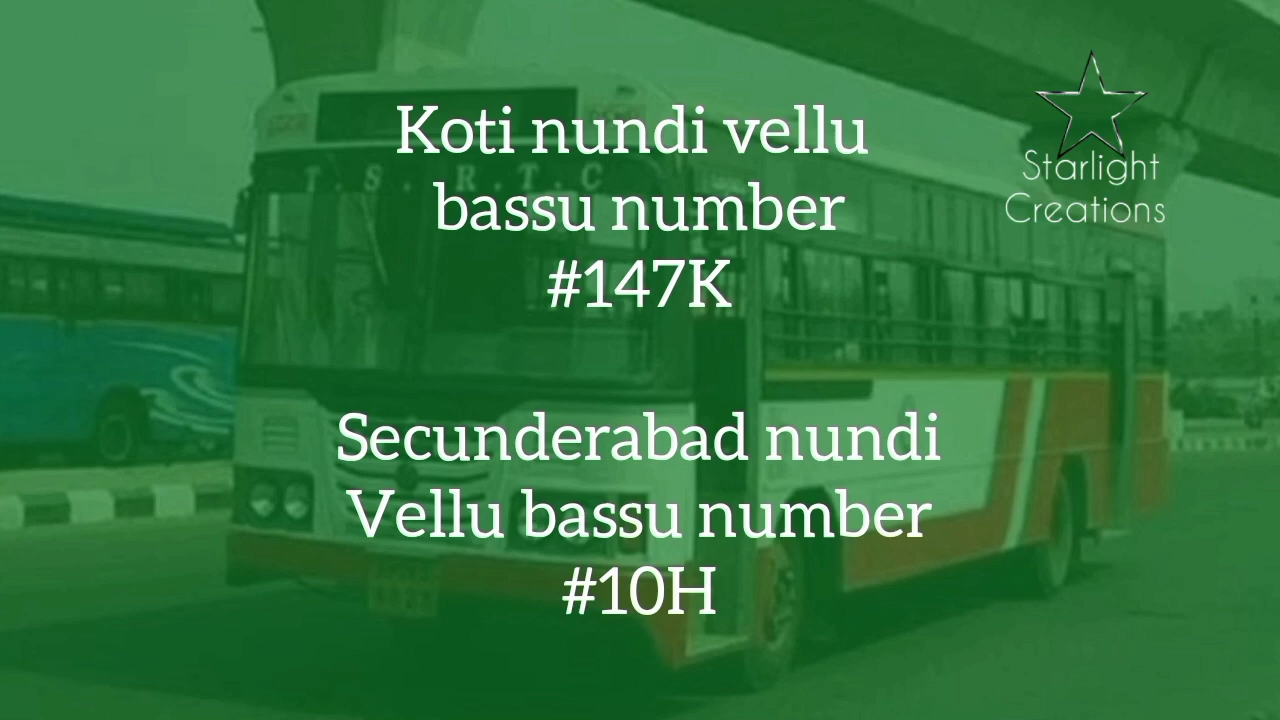 Koti nundi vellu
bassu number
#147K
Secunderabad nundi
Vellu bassu number
#10H
Starlight
Creations
T.S.R.T.C